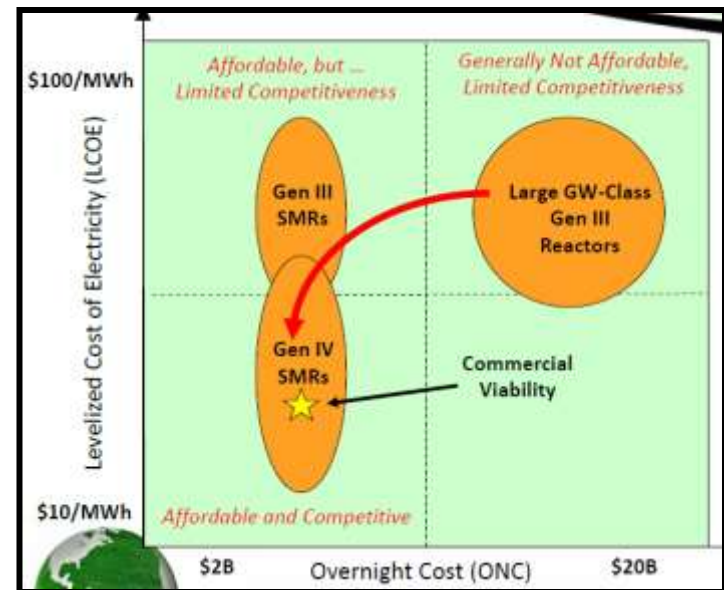 Affordable, but ...
Limited Competitiveness
Generally Not Affordable,
Limited Competitiveness
$100/MWh
Levelized Cost of Electricity (LCOE)
Gen III
SMRs
Large GW-Class
Gen III
Reactors
Gen IV
SMRs
Commercial
Viability
$10/MWh
Affordable and Competitive
$2B
Overnight Cost (ONC)
$20B